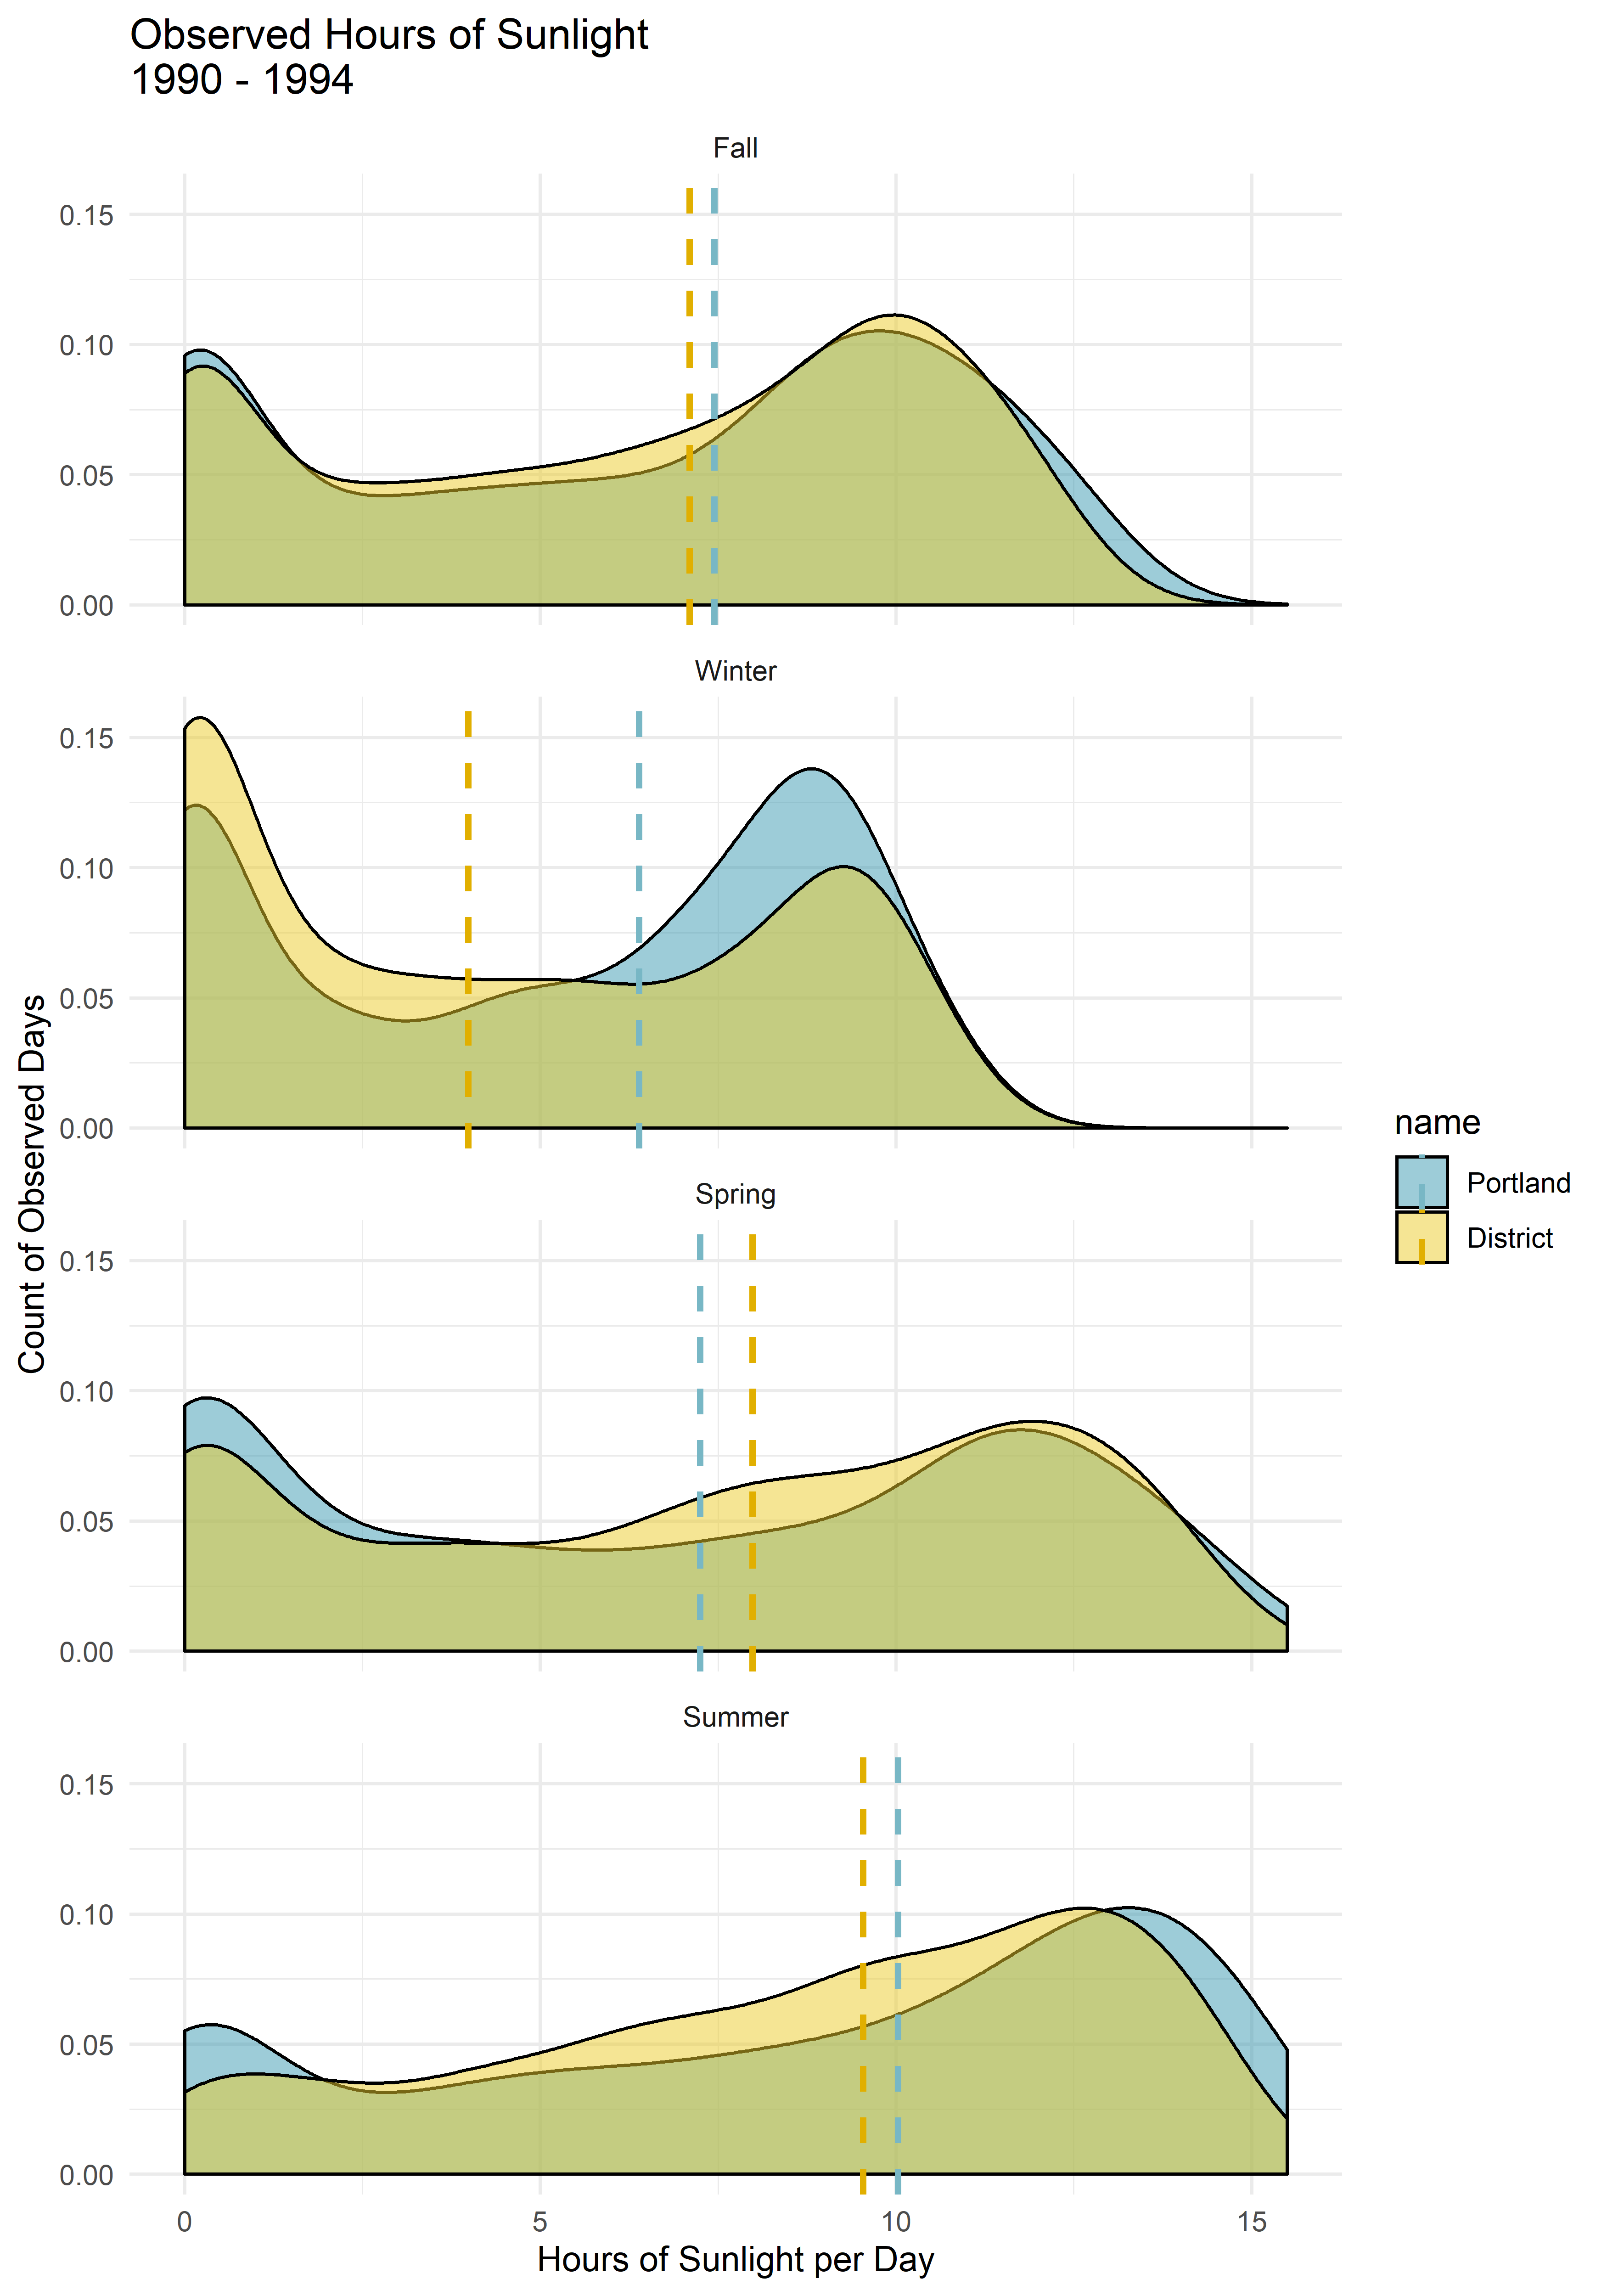 Observed Hours of Sunlight
1990 - 1994
Fall
0.15
0.10
0.05
0.00
Winter
0.15
0.10
0.05
0.00
Spring
0.15
0.10
0.05
0.00
Summer
0.15
0.10
0.05
0.00
0 5 10 15
Hours of Sunlight per Day
Count of Observed Days
name
Portland
District